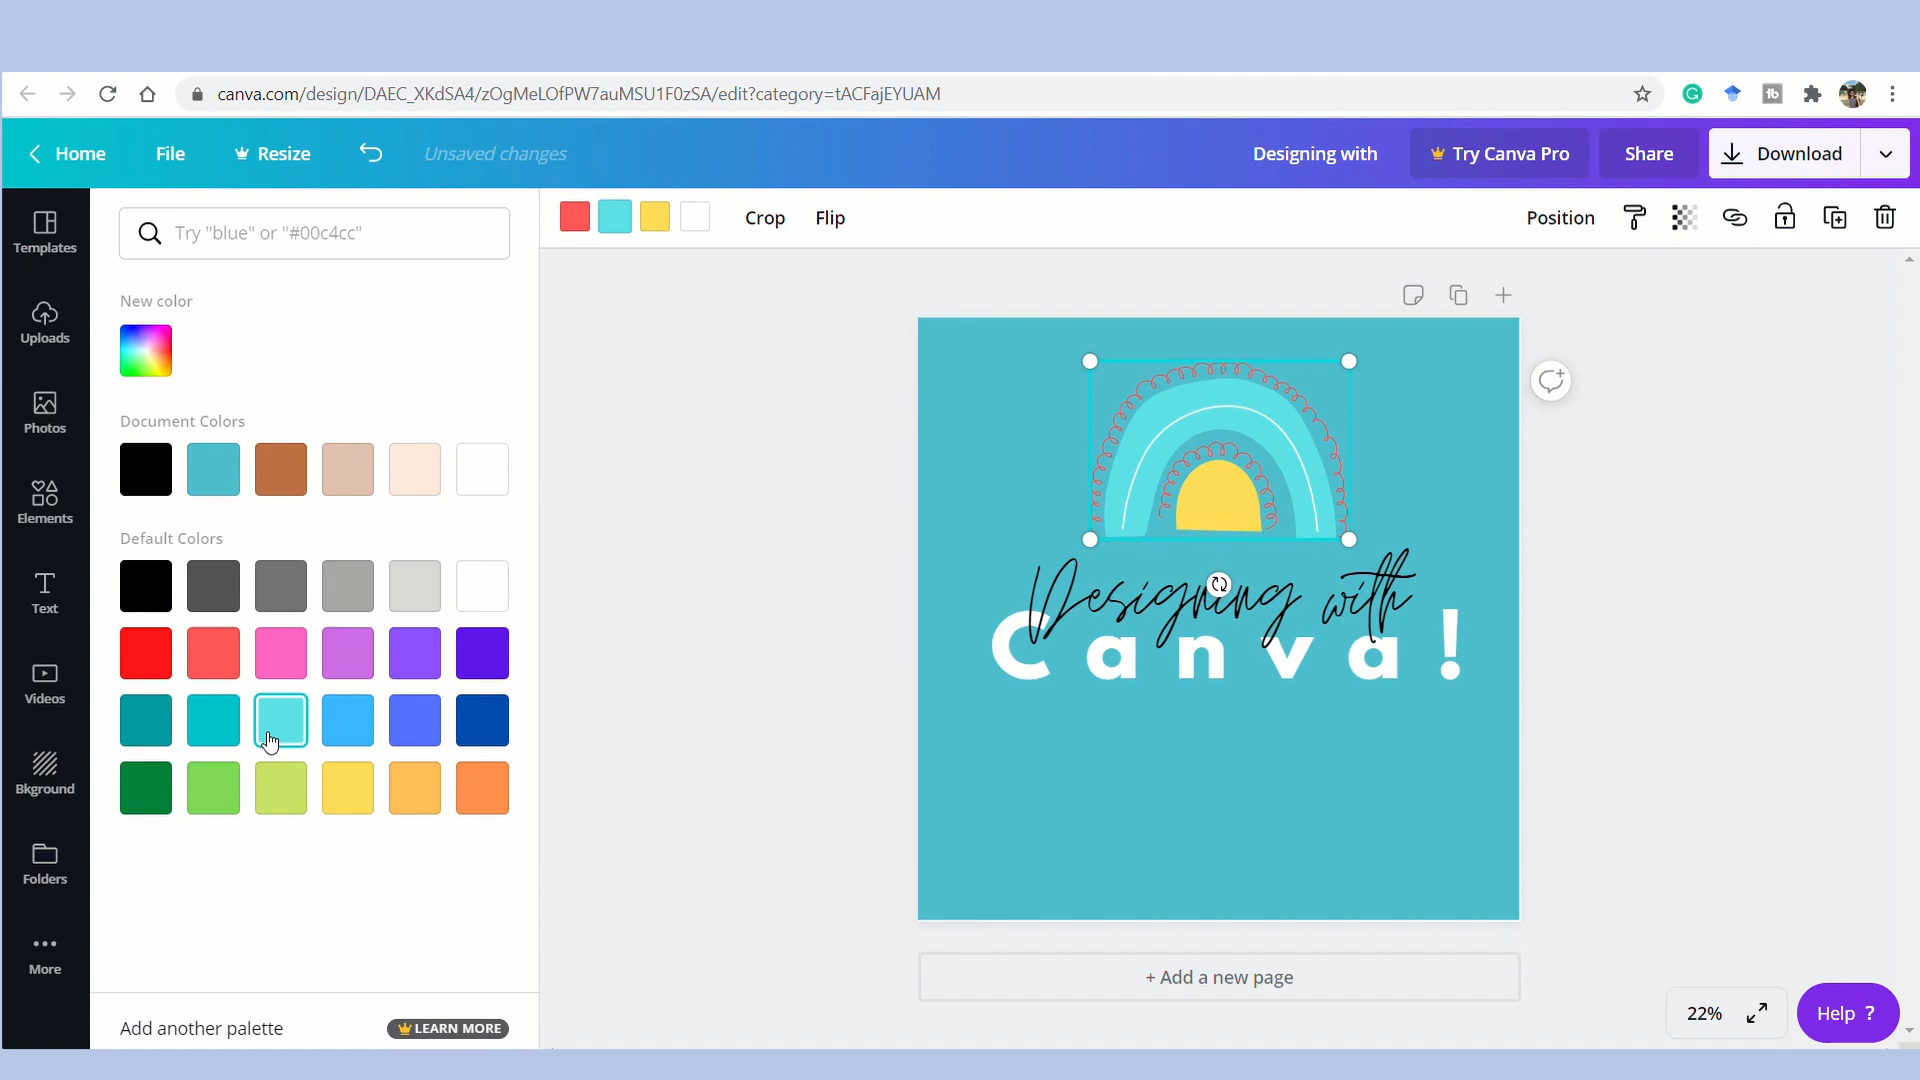 canva.com/design/DAEC_XKdSA4/zOgMeLOfPW7auMSU1F0zSA/edit?category=tACFajEYUAM
Home File Resize Unsaved changes Designing with Try Canva Pro Share Download
Templates
Uploads
Photos
Elements
Text
Videos
Bkground
Folders
More
Try "blue" or "#00c4cc"
New color
Document Colors
Default Colors
Add another palette LEARN MORE
Crop Flip Position
Designing with
Canva!
+ Add a new page
22% Help ?